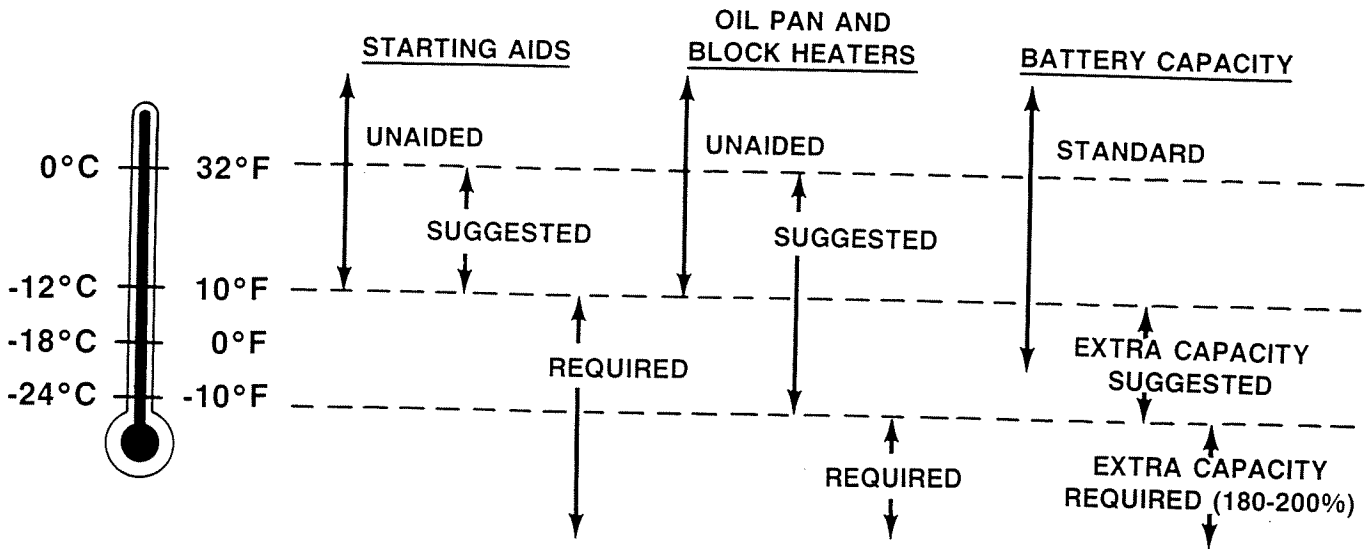 STARTING AIDS
OIL PAN AND
BLOCK HEATERS
BATTERY CAPACITY
UNAIDED
UNAIDED
STANDARD
0°C 32°F
SUGGESTED
SUGGESTED
-12°C 10°F
-18°C 0°F
REQUIRED
EXTRA CAPACITY
SUGGESTED
-24°C -10°F
REQUIRED
EXTRA CAPACITY
REQUIRED (180-200%)